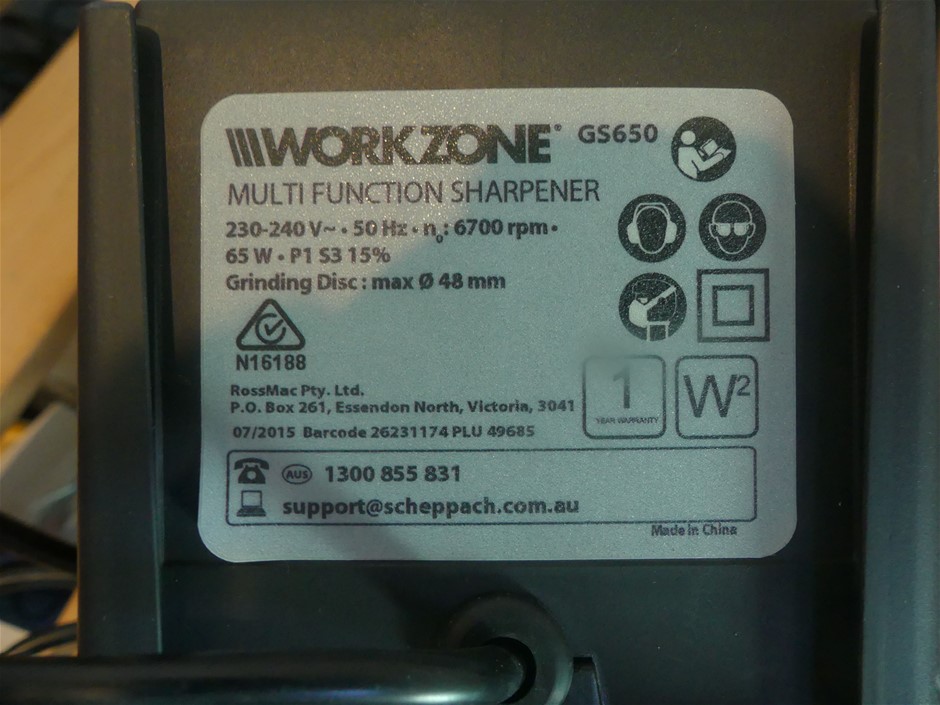 WORKZONE® GS650
MULTI FUNCTION SHARPENER
230-240 V~ • 50 Hz • n₀: 6700 rpm •
65 W • P1 S3 15%
Grinding Disc : max Ø 48 mm
N16188
RossMac Pty. Ltd.
P.O. Box 261, Essendon North, Victoria, 3041
07/2015 Barcode 26231174 PLU 49685
1
YEAR WARRANTY
W²
AUS 1300 855 831
support@scheppach.com.au
Made in China